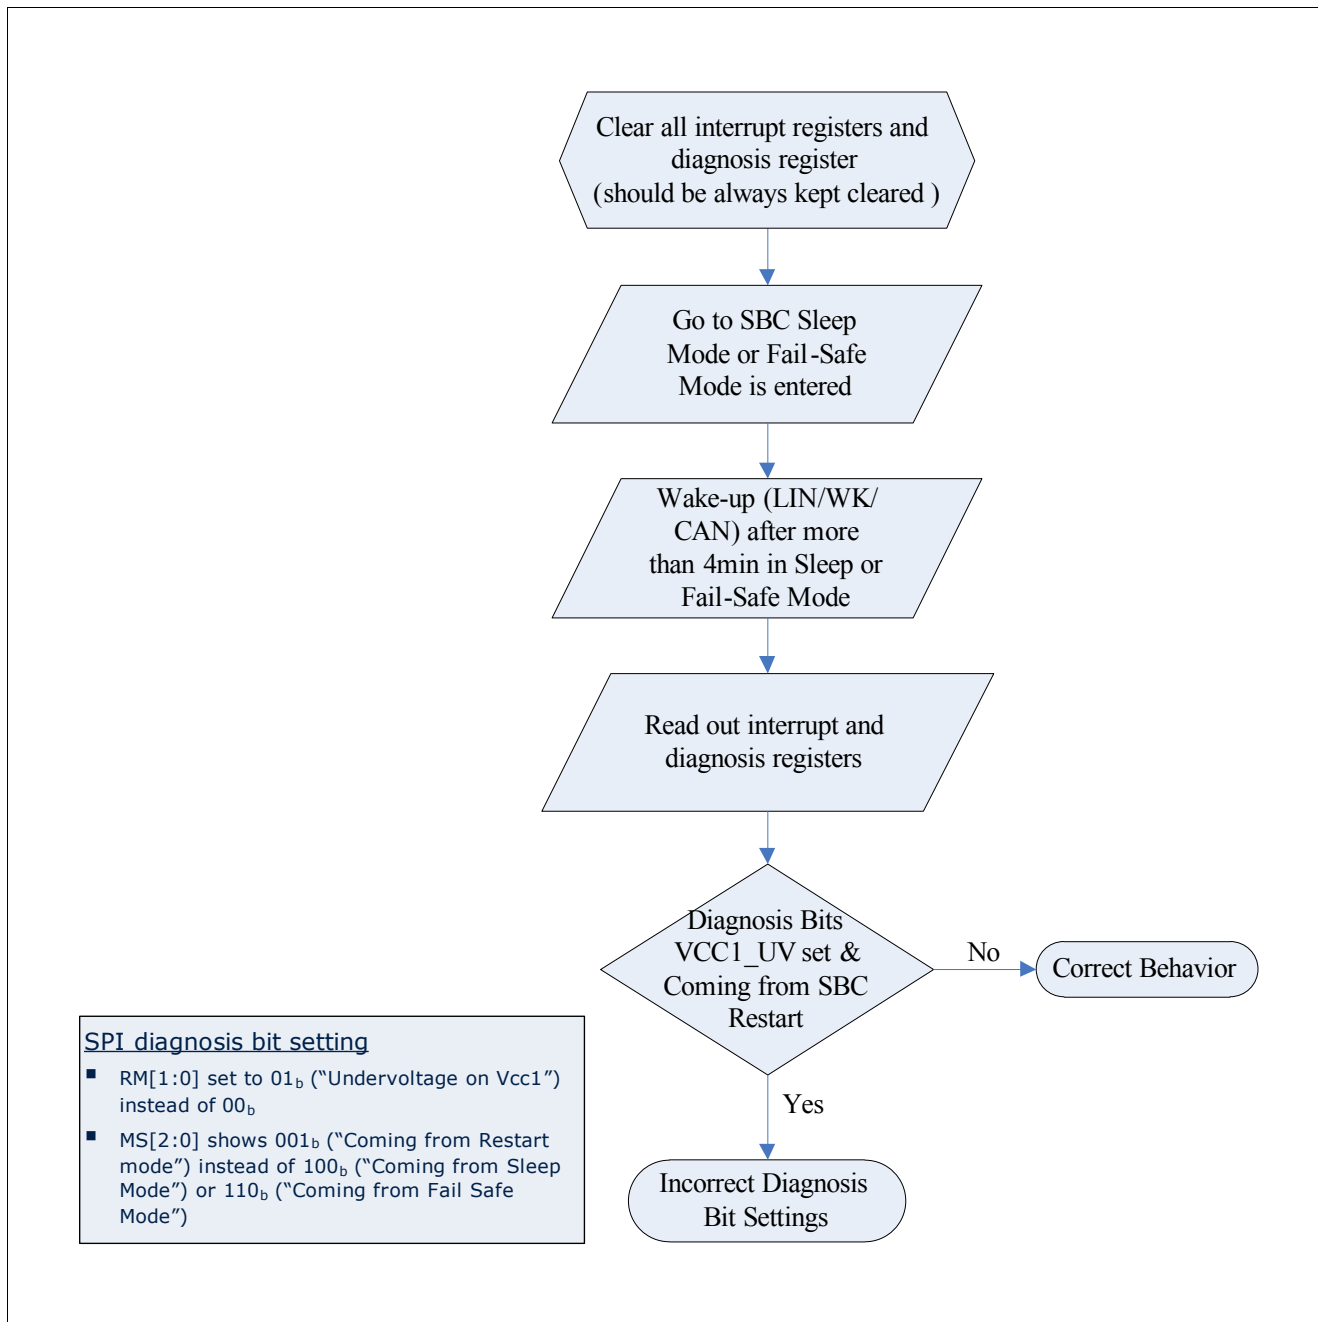 Clear all interrupt registers and
diagnosis register
(should be always kept cleared )
Go to SBC Sleep
Mode or Fail-Safe
Mode is entered
Wake-up (LIN/WK/
CAN) after more
than 4min in Sleep or
Fail-Safe Mode
Read out interrupt and
diagnosis registers
Diagnosis Bits
VCC1_UV set &
Coming from SBC
Restart
No
Correct Behavior
Yes
Incorrect Diagnosis
Bit Settings
SPI diagnosis bit setting
▪ RM[1:0] set to 01b (“Undervoltage on Vcc1”)
instead of 00b
▪ MS[2:0] shows 001b (“Coming from Restart
mode”) instead of 100b (“Coming from Sleep
Mode”) or 110b (“Coming from Fail Safe
Mode”)